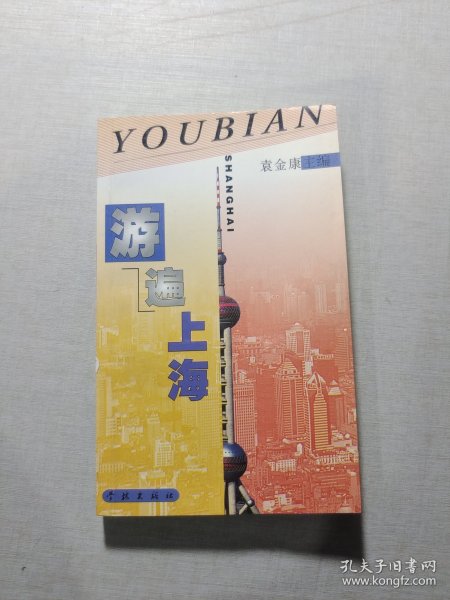 YOUBIAN
SHANGHAI
袁金康主编
游
遍
上
海
学林出版社
孔夫子旧书网
www.kongfz.com